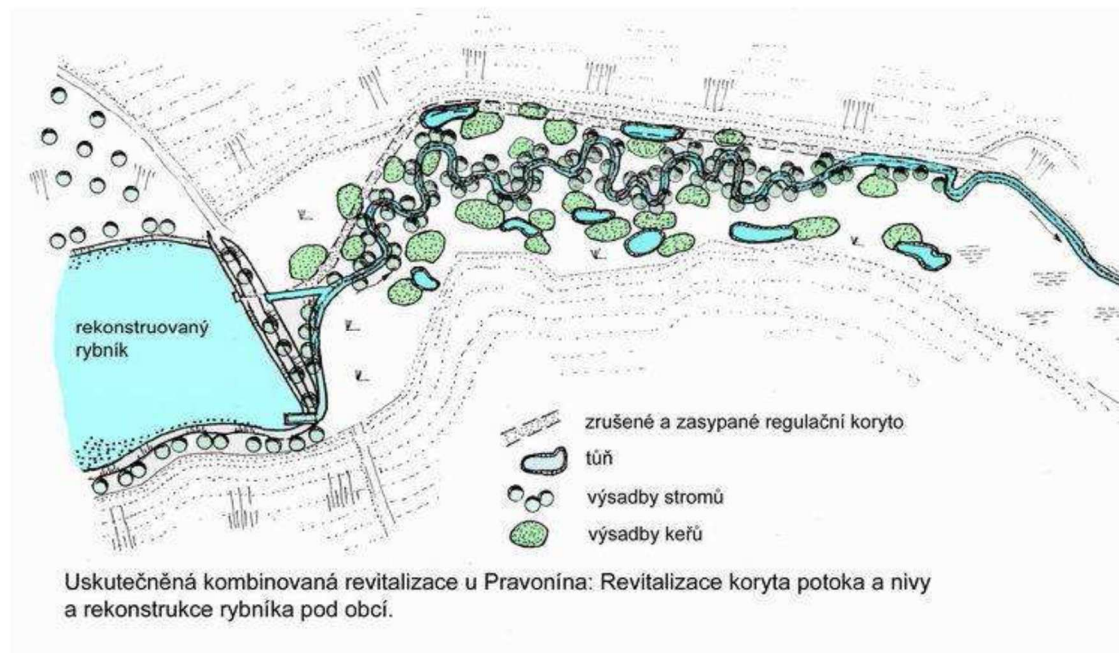 rekonstruovaný
rybník
zrušené a zasypané regulační koryto
tůň
výsadby stromů
výsadby keřů
Uskutečněná kombinovaná revitalizace u Pravonína: Revitalizace koryta potoka a nivy
a rekonstrukce rybníka pod obcí.